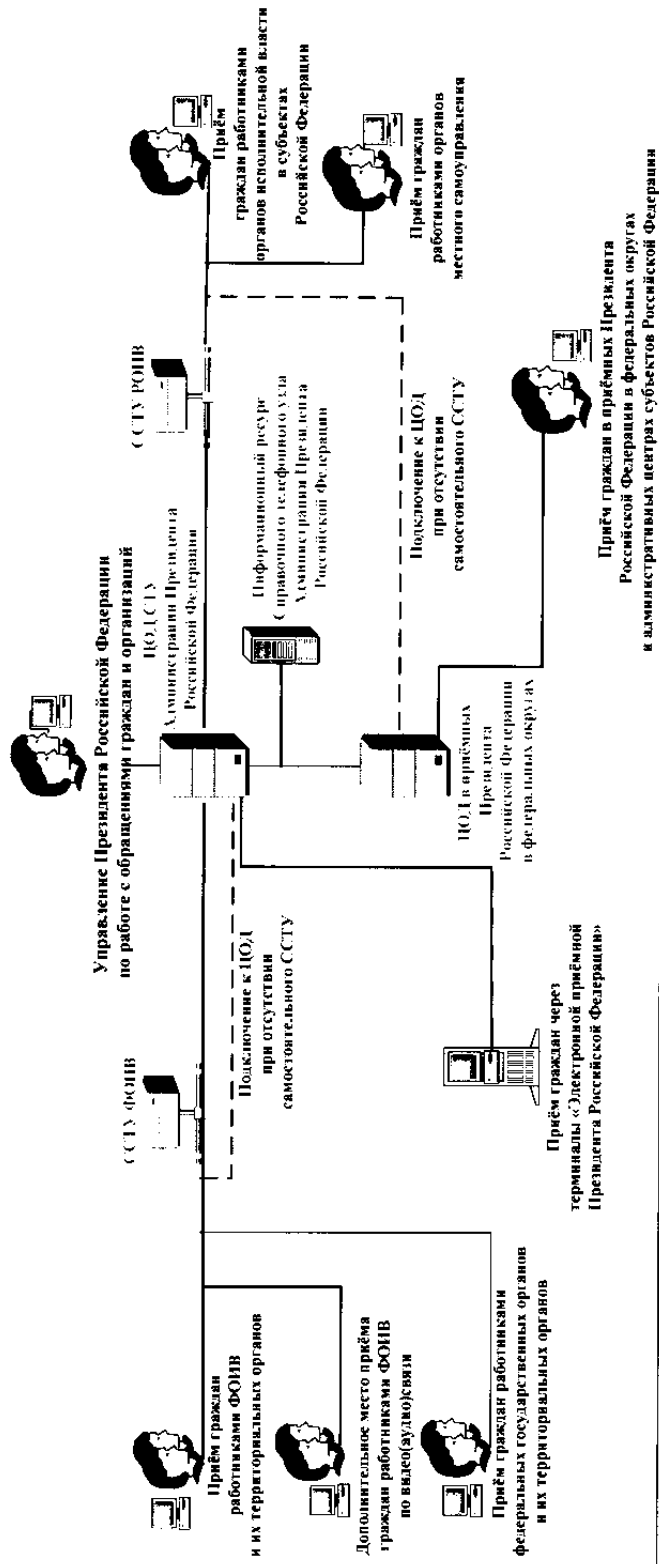 Управление Президента Российской Федерации
по работе с обращениями граждан и организаций
ССТУ ФОИВ
ЦОД ССТУ
Администрации Президента
Российской Федерации
ССТУ РОИВ
Подключение к ЦОД
при отсутствии
самостоятельного ССТУ
Информационный ресурс
Справочного телефонного узла
Администрации Президента
Российской Федерации
Приём граждан
работниками ФОИВ
и их территориальных органов
Приём
граждан работниками
органов исполнительной власти
в субъектах
Российской Федерации
Дополнительное место приёма
граждан работниками ФОИВ
по видео(аудио)связи
Приём граждан
работниками органов
местного самоуправления
ЦОД в приёмных
Президента
Российской Федерации
в федеральных округах
Подключение к ЦОД
при отсутствии
самостоятельного ССТУ
Приём граждан работниками
федеральных государственных органов
и их территориальных органов
Приём граждан через
терминалы «Электронной приёмной
Президента Российской Федерации»
Приём граждан в приёмных Президента
Российской Федерации в федеральных округах
и административных центрах субъектов Российской Федерации